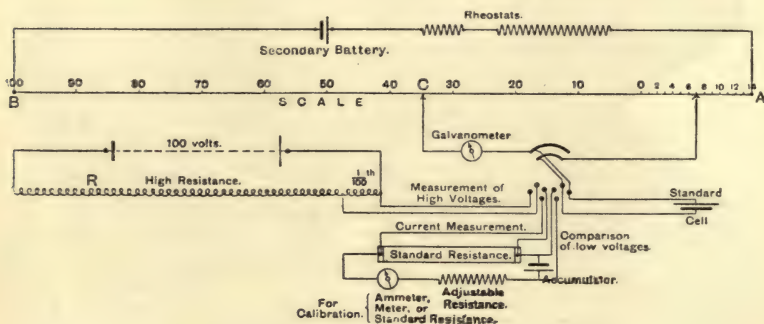 Rheostats.
Secondary Battery.
100 90 80 70 60 50 40 C 30 20 10 0 2 4 6 8 10 12 14
B SCALE A
100 volts.
Galvanometer
R High Resistance. 1/100 th
Measurement of
High Voltages.
Standard
Cell
Current Measurement.
Comparison
of low voltages.
Standard Resistance.
Accumulator.
Adjustable
Resistance.
For
Calibration.
Ammeter,
Meter, or
Standard Resistance.